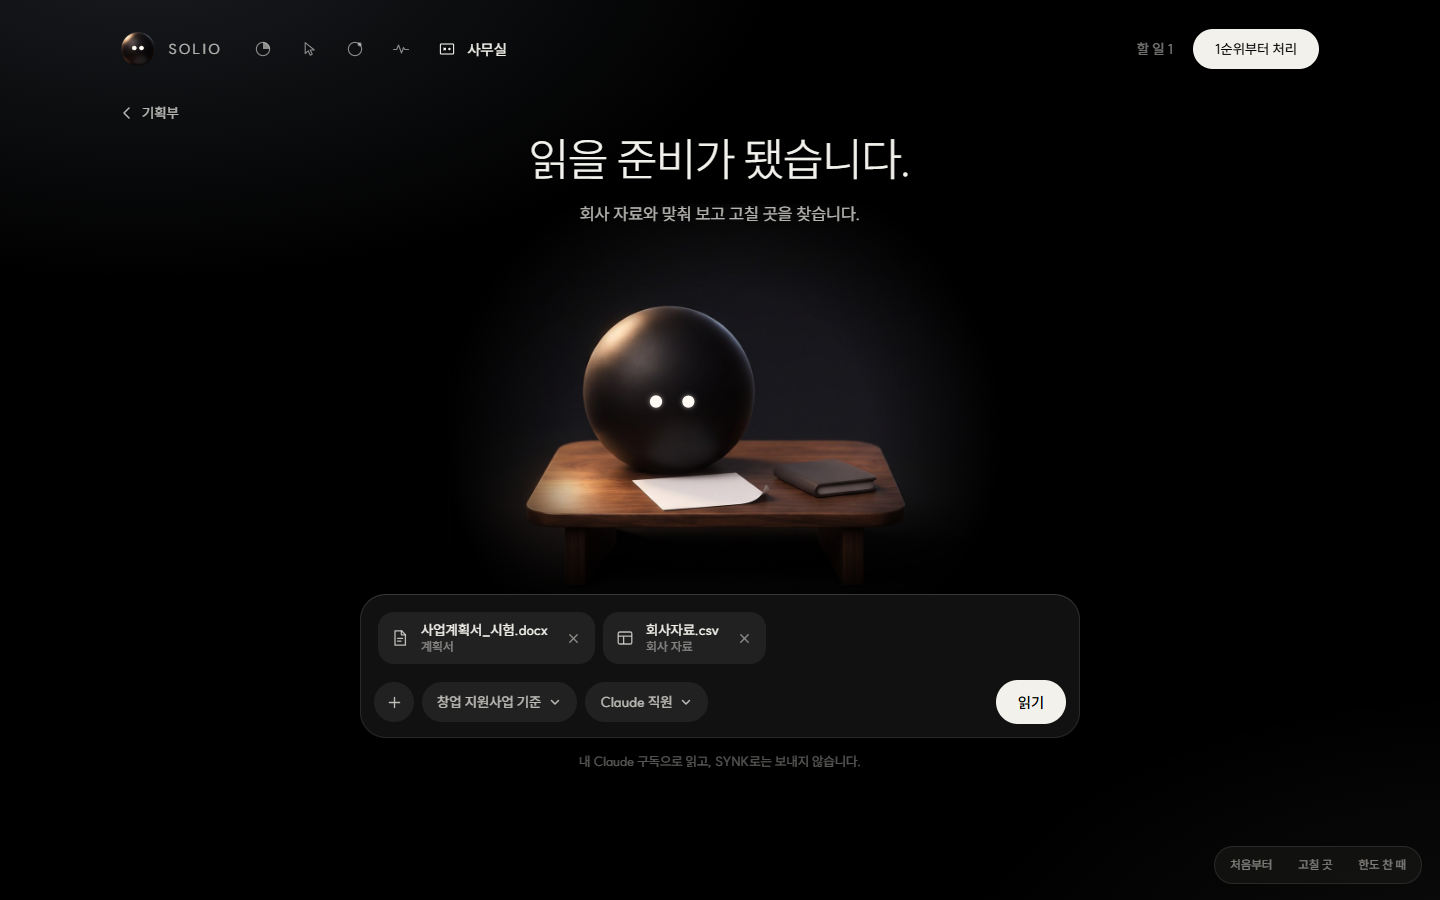 SOLIO
사무실
할 일 1
1순위부터 처리
기획부
읽을 준비가 됐습니다.
회사 자료와 맞춰 보고 고칠 곳을 찾습니다.
사업계획서_시험.docx
계획서
회사자료.csv
회사 자료
창업 지원사업 기준
Claude 직원
읽기
내 Claude 구독으로 읽고, SYNK로는 보내지 않습니다.
처음부터
고칠 곳
한도 찬 때